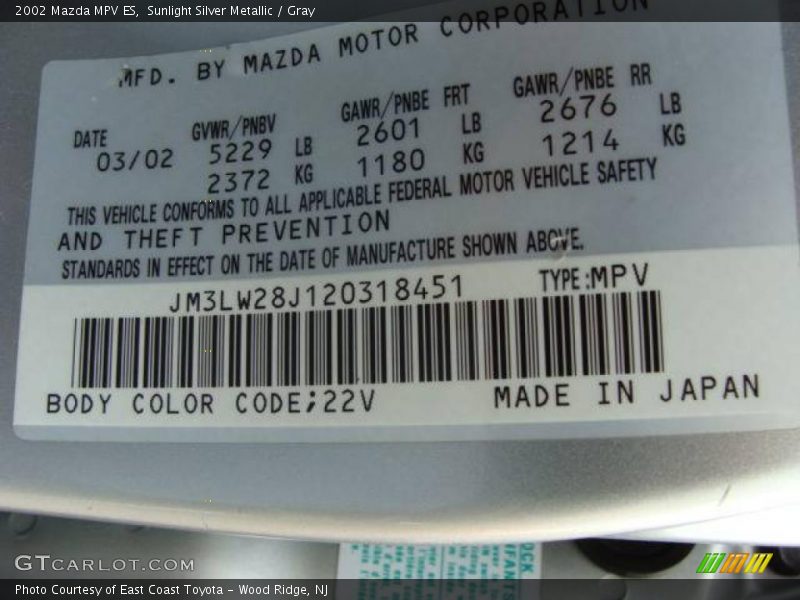 2002 Mazda MPV ES, Sunlight Silver Metallic / Gray
MFD. BY MAZDA MOTOR CORPORATION
DATE GVWR/PNBV GAWR/PNBE FRT GAWR/PNBE RR
03/02 5229 LB 2601 LB 2676 LB
2372 KG 1180 KG 1214 KG
THIS VEHICLE CONFORMS TO ALL APPLICABLE FEDERAL MOTOR VEHICLE SAFETY
AND THEFT PREVENTION
STANDARDS IN EFFECT ON THE DATE OF MANUFACTURE SHOWN ABOVE.
JM3LW28J120318451 TYPE:MPV
BODY COLOR CODE;22V MADE IN JAPAN
GTCARLOT.COM
Photo Courtesy of East Coast Toyota - Wood Ridge, NJ